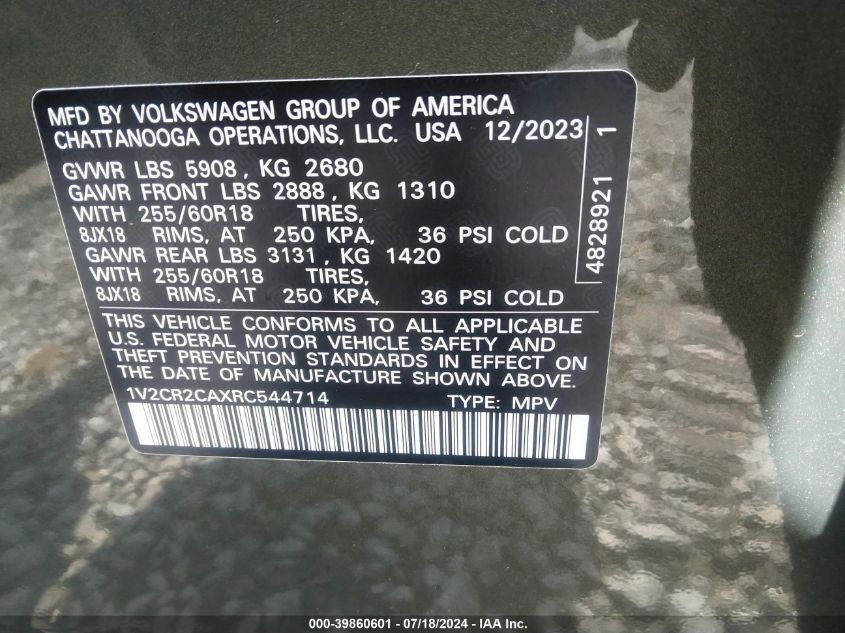 MFD BY VOLKSWAGEN GROUP OF AMERICA
CHATTANOOGA OPERATIONS, LLC. USA 12/2023
GVWR LBS 5908, KG 2680
GAWR FRONT LBS 2888, KG 1310
WITH 255/60R18 TIRES,
8JX18 RIMS, AT 250 KPA, 36 PSI COLD
GAWR REAR LBS 3131, KG 1420
WITH 255/60R18 TIRES,
8JX18 RIMS, AT 250 KPA, 36 PSI COLD
4828921 1
THIS VEHICLE CONFORMS TO ALL APPLICABLE
U.S. FEDERAL MOTOR VEHICLE SAFETY AND
THEFT PREVENTION STANDARDS IN EFFECT ON
THE DATE OF MANUFACTURE SHOWN ABOVE.
1V2CR2CAXRC544714 TYPE: MPV
000-39860601 - 07/18/2024 - IAA Inc.